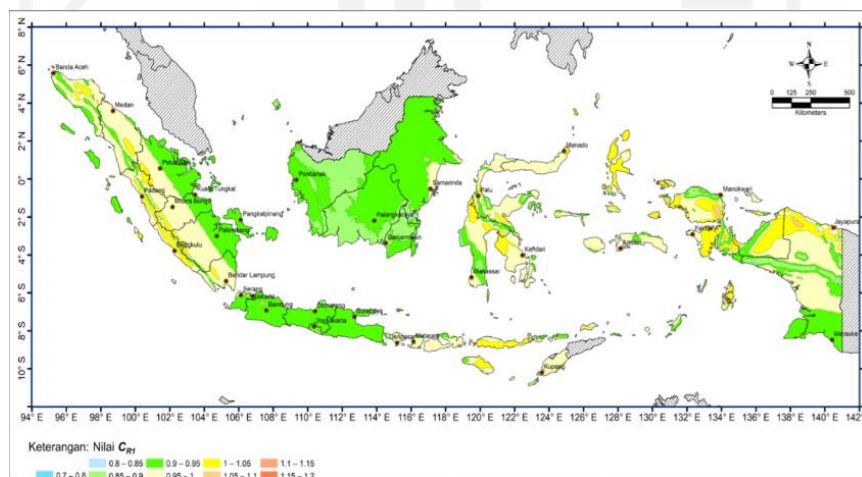 8° N
6° N
4° N
2° N
0°
2° S
4° S
6° S
8° S
10° S
Banda Aceh
Medan
Pekanbaru
Padang
Kuala Tungkal
Muara Bungo
Pangkalpinang
Palembang
Bengkulu
Bandar Lampung
Serang
Bandung
Semarang
Yogyakarta
Surabaya
Denpasar
Mataram
Kupang
Pontianak
Palangkaraya
Banjarmasin
Samarinda
Manado
Palu
Makassar
Kendari
Ambon
Manokwari
Jayapura
Merauke
N
W E
S
0 125 250 500
Kilometers
94° E 96° E 98° E 100° E 102° E 104° E 106° E 108° E 110° E 112° E 114° E 116° E 118° E 120° E 122° E 124° E 126° E 128° E 130° E 132° E 134° E 136° E 138° E 140° E
Keterangan: Nilai C_R1
0.8 – 0.85 0.9 – 0.95 1 – 1.05 1.1 – 1.15
0.7 – 0.8 0.85 – 0.9 0.95 – 1 1.05 – 1.1 1.15 – 1.2